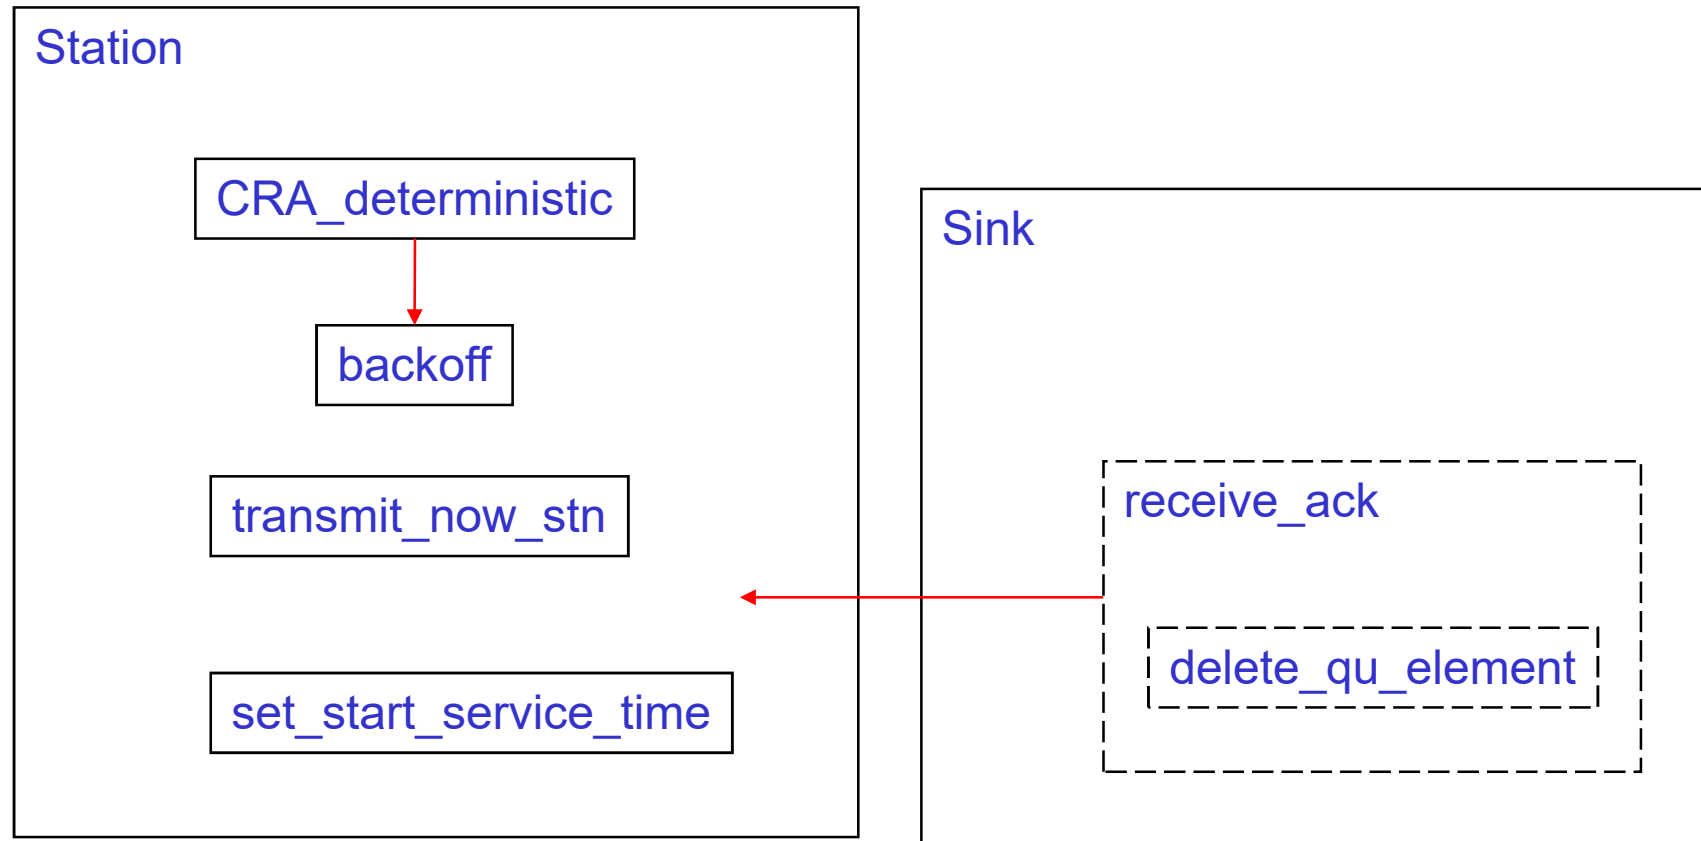 Station
CRA_deterministic
backoff
transmit_now_stn
set_start_service_time
Sink
receive_ack
delete_qu_element